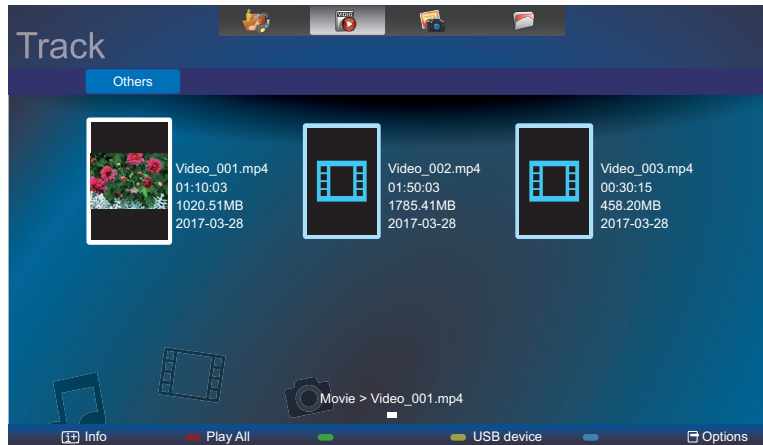 VIDEO
Track
Others
Video_001.mp4
01:10:03
1020.51MB
2017-03-28
Video_002.mp4
01:50:03
1785.41MB
2017-03-28
Video_003.mp4
00:30:15
458.20MB
2017-03-28
Movie > Video_001.mp4
i+ Info
Play All
USB device
Options